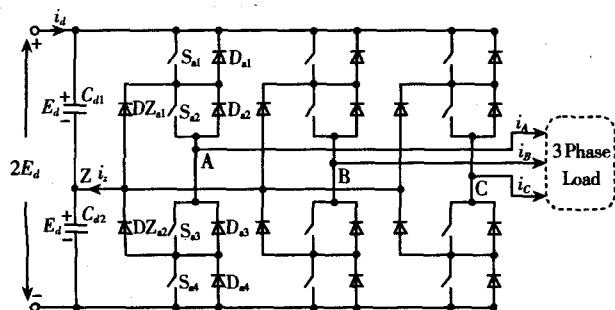 i_d
+
S_a1
D_a1
E_d
+
−
C_d1
DZ_a1
S_a2
D_a2
i_A
2E_d
A
i_B
3 Phase
Load
Z
i_z
B
C
i_C
E_d
+
−
C_d2
DZ_a2
S_a3
D_a3
S_a4
D_a4
−